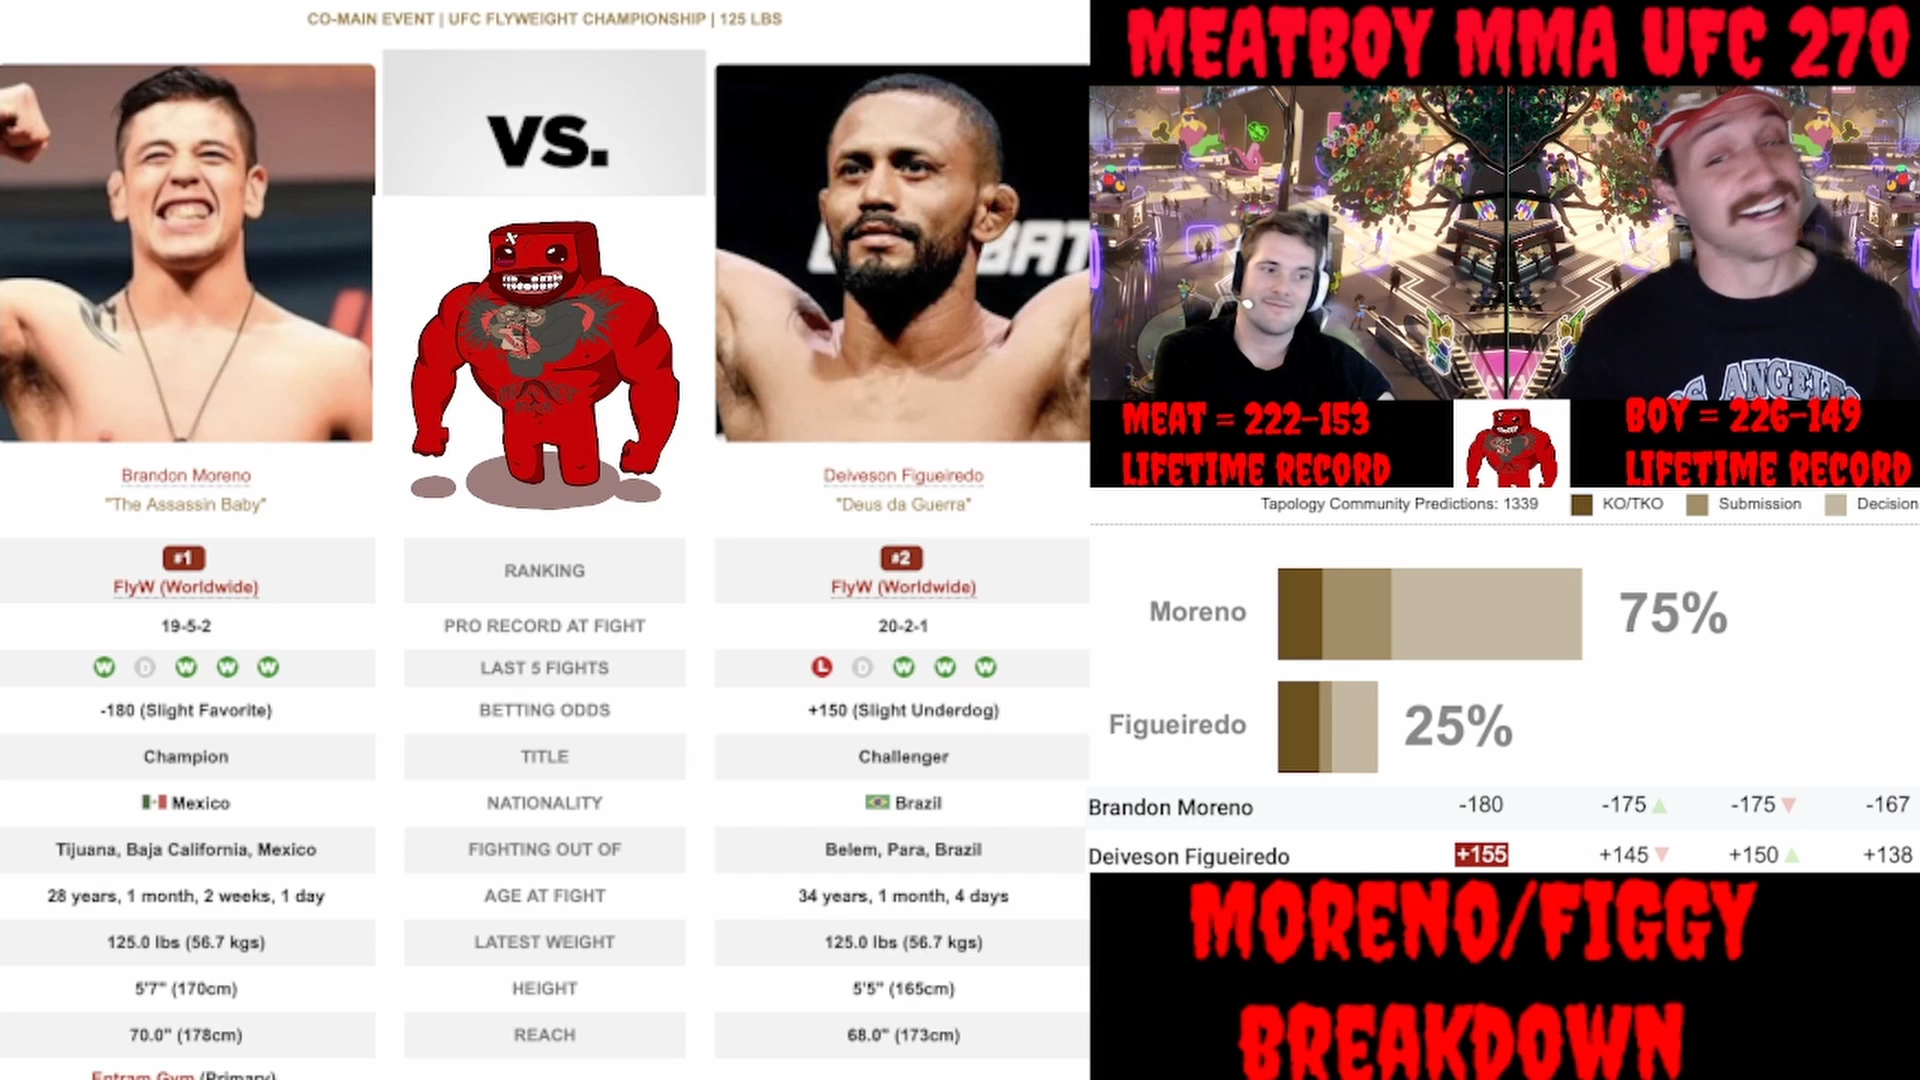 CO-MAIN EVENT | UFC FLYWEIGHT CHAMPIONSHIP | 125 LBS
VS.
Brandon Moreno
"The Assassin Baby"
Deiveson Figueiredo
"Deus da Guerra"
#1
FlyW (Worldwide)
RANKING
#2
FlyW (Worldwide)
19-5-2
PRO RECORD AT FIGHT
20-2-1
W D W W W
LAST 5 FIGHTS
L D W W W
-180 (Slight Favorite)
BETTING ODDS
+150 (Slight Underdog)
Champion
TITLE
Challenger
Mexico
NATIONALITY
Brazil
Tijuana, Baja California, Mexico
FIGHTING OUT OF
Belem, Para, Brazil
28 years, 1 month, 2 weeks, 1 day
AGE AT FIGHT
34 years, 1 month, 4 days
125.0 lbs (56.7 kgs)
LATEST WEIGHT
125.0 lbs (56.7 kgs)
5'7" (170cm)
HEIGHT
5'5" (165cm)
70.0" (178cm)
REACH
68.0" (173cm)
Entram Gym (Primary)
MEATBOY MMA UFC 270
ANGELES
MEAT = 222-153
LIFETIME RECORD
BOY = 226-149
LIFETIME RECORD
Tapology Community Predictions: 1339
KO/TKO
Submission
Decision
Moreno
75%
Figueiredo
25%
Brandon Moreno -180 -175 -175 -167
Deiveson Figueiredo +155 +145 +150 +138
MORENO/FIGGY
BREAKDOWN